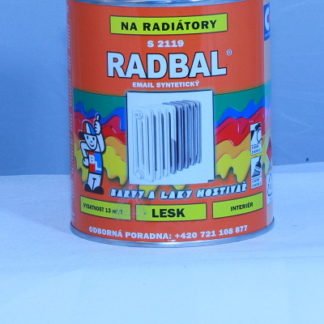 NA RADIÁTORY
S 2119
RADBAL®
EMAIL SYNTETICKÝ
BARVY A LAKY HOSTIVAŘ
LESK
INTERIÉR
ODBORNÁ PORADNA: +420 721 108 877